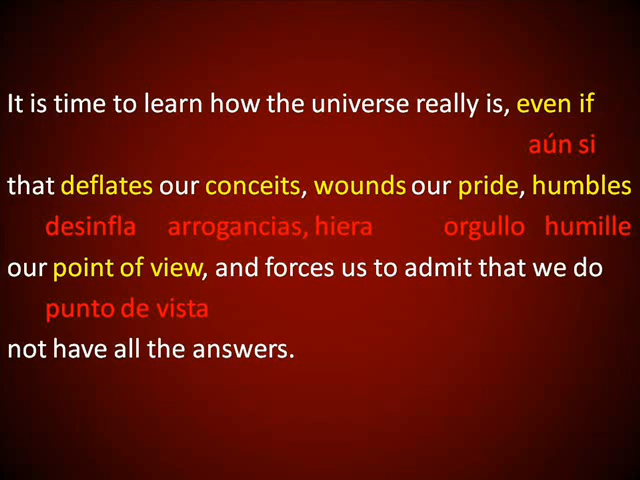 It is time to learn how the universe really is, even if
aún si
that deflates our conceits, wounds our pride, humbles
desinfla arrogancias, hiera orgullo humille
our point of view, and forces us to admit that we do
punto de vista
not have all the answers.